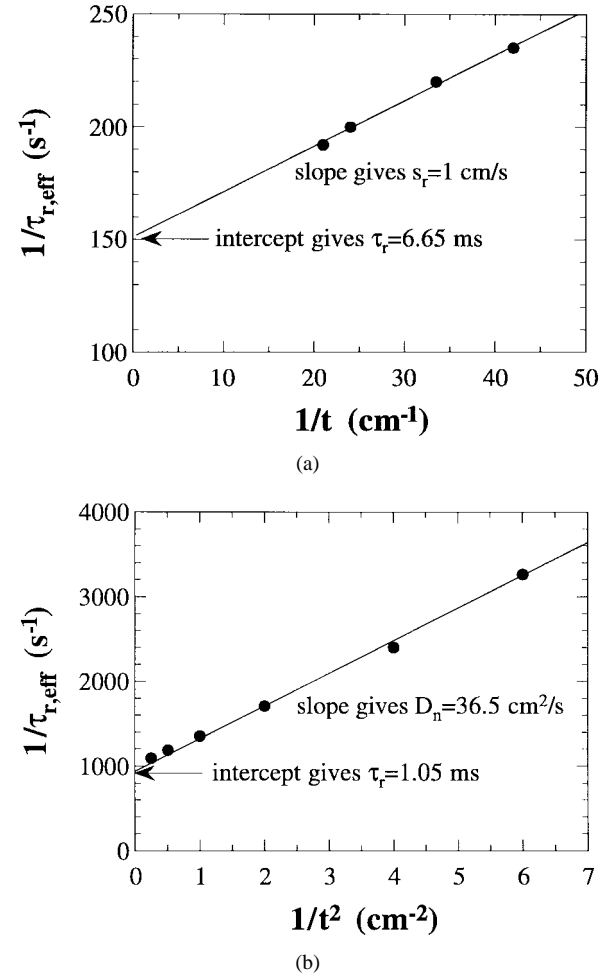 250
200
150
100
1/τr,eff (s-1)
slope gives sr=1 cm/s
intercept gives τr=6.65 ms
0 10 20 30 40 50
1/t (cm-1)
(a)
4000
3000
2000
1000
0
1/τr,eff (s-1)
slope gives Dn=36.5 cm2/s
intercept gives τr=1.05 ms
0 1 2 3 4 5 6 7
1/t2 (cm-2)
(b)